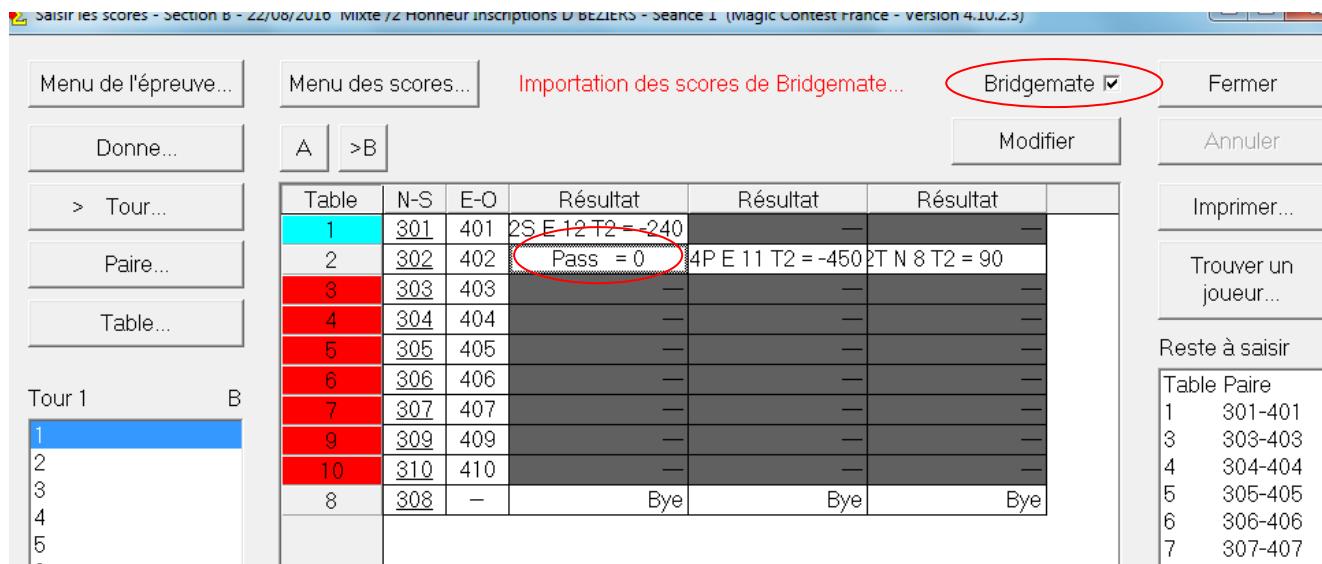 Saisir les scores - Section B - 22/08/2016 Mixte /2 Honneur Inscriptions D BEZIERS - Séance 1 (Magic Contest France - Version 4.10.2.3)
Menu de l'épreuve... Menu des scores... Importation des scores de Bridgemate... Bridgemate Fermer
Donne... A >B Modifier Annuler
> Tour... Imprimer...
Paire... Trouver un joueur...
Table...
Table N-S E-O Résultat Résultat Résultat
1 301 401 2S E 12 T2 = -240 —
2 302 402 Pass = 0 4P E 11 T2 = -450 2T N 8 T2 = 90
3 303 403 — — —
4 304 404 — — —
5 305 405 — — —
6 306 406 — — —
7 307 407 — — —
9 309 409 — — —
10 310 410 — — —
8 308 — Bye Bye Bye
Tour 1 B
1
2
3
4
5
Reste à saisir
Table Paire
1 301-401
3 303-403
4 304-404
5 305-405
6 306-406
7 307-407